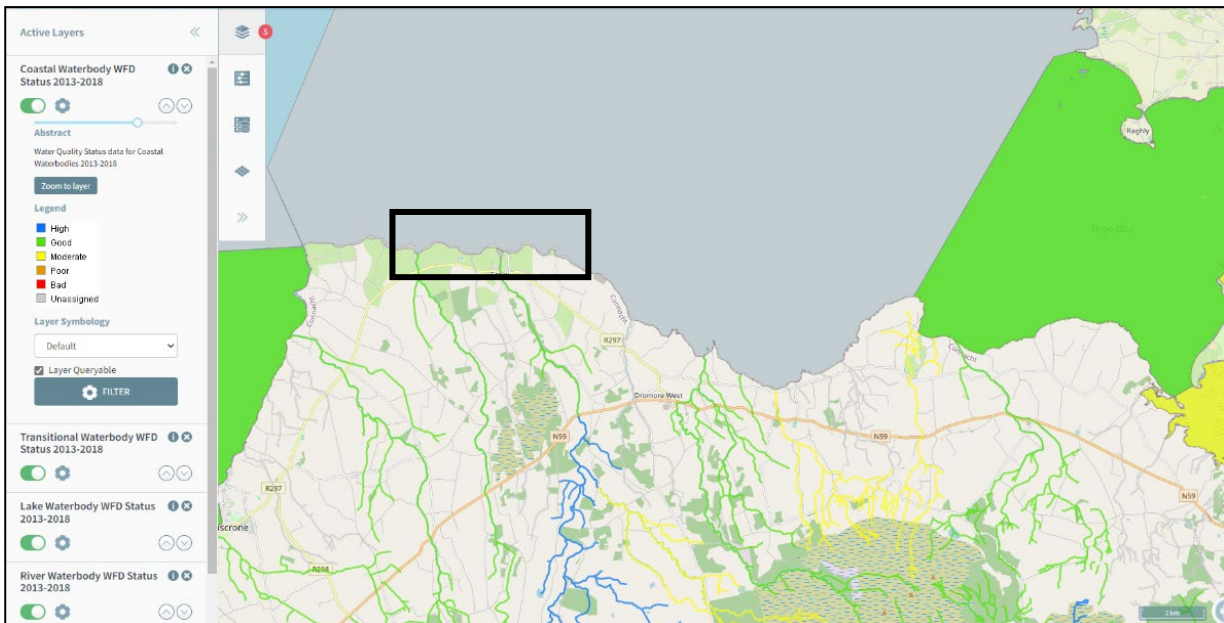 Active Layers
5
Coastal Waterbody WFD
Status 2013-2018
Abstract
Water Quality Status data for Coastal
Waterbodies 2013-2018
Zoom to layer
Legend
High
Good
Moderate
Poor
Bad
Unassigned
Layer Symbology
Default
Layer Queryable
FILTER
Transitional Waterbody WFD
Status 2013-2018
Lake Waterbody WFD Status
2013-2018
River Waterbody WFD Status
2013-2018
Raghly
Sligo Bay
Connacht
Connacht
R297
Connacht
Dromore West
N59
N59
R297
N59
iscrone
R298
2 km